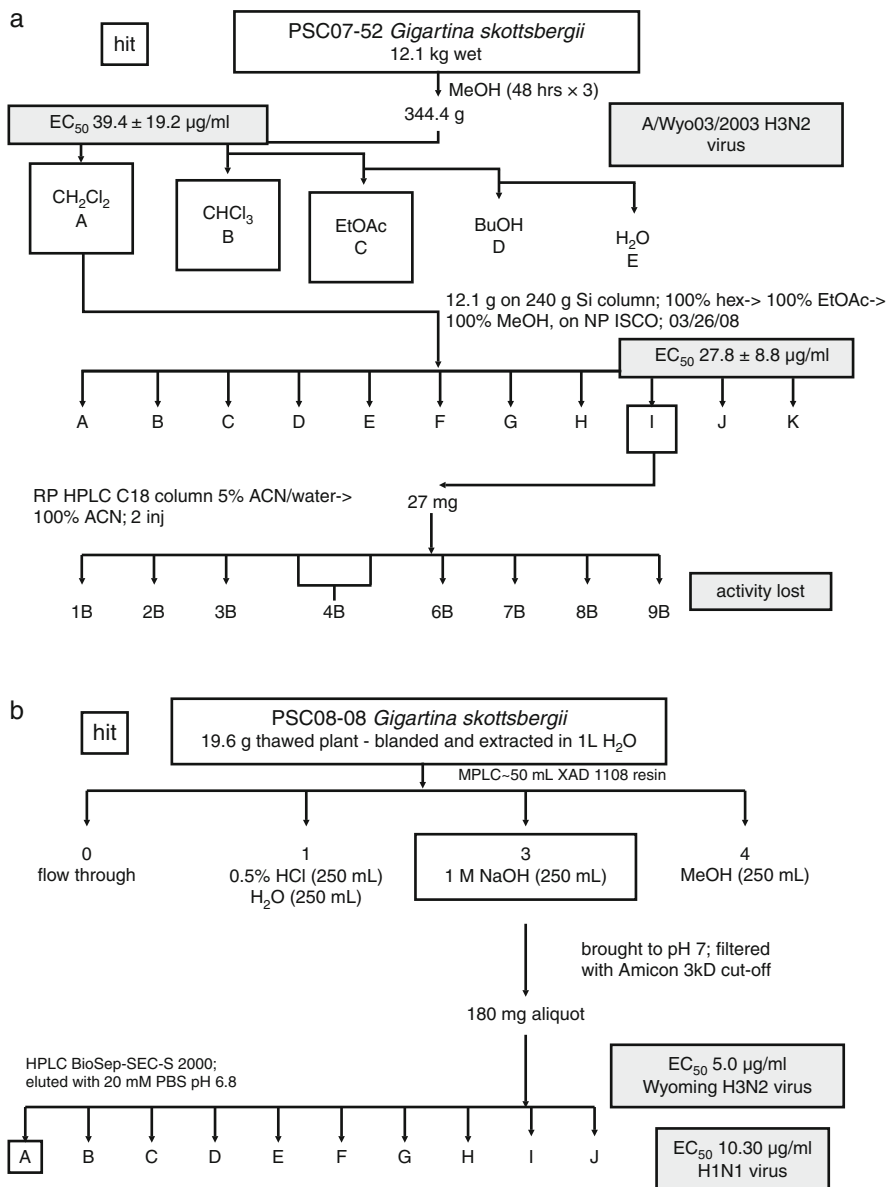 a
hit
PSC07-52 Gigartina skottsbergii
12.1 kg wet
MeOH (48 hrs × 3)
344.4 g
EC50 39.4 ± 19.2 µg/ml
A/Wyo03/2003 H3N2
virus
CH2Cl2
A
CHCl3
B
EtOAc
C
BuOH
D
H2O
E
12.1 g on 240 g Si column; 100% hex-> 100% EtOAc->
100% MeOH, on NP ISCO; 03/26/08
EC50 27.8 ± 8.8 µg/ml
A B C D E F G H I J K
RP HPLC C18 column 5% ACN/water->
100% ACN; 2 inj
27 mg
1B 2B 3B 4B 6B 7B 8B 9B
activity lost
b
hit
PSC08-08 Gigartina skottsbergii
19.6 g thawed plant - blanded and extracted in 1L H2O
MPLC~50 mL XAD 1108 resin
0
flow through
1
0.5% HCl (250 mL)
H2O (250 mL)
3
1 M NaOH (250 mL)
4
MeOH (250 mL)
brought to pH 7; filtered
with Amicon 3kD cut-off
180 mg aliquot
HPLC BioSep-SEC-S 2000;
eluted with 20 mM PBS pH 6.8
EC50 5.0 µg/ml
Wyoming H3N2 virus
A B C D E F G H I J
EC50 10.30 µg/ml
H1N1 virus